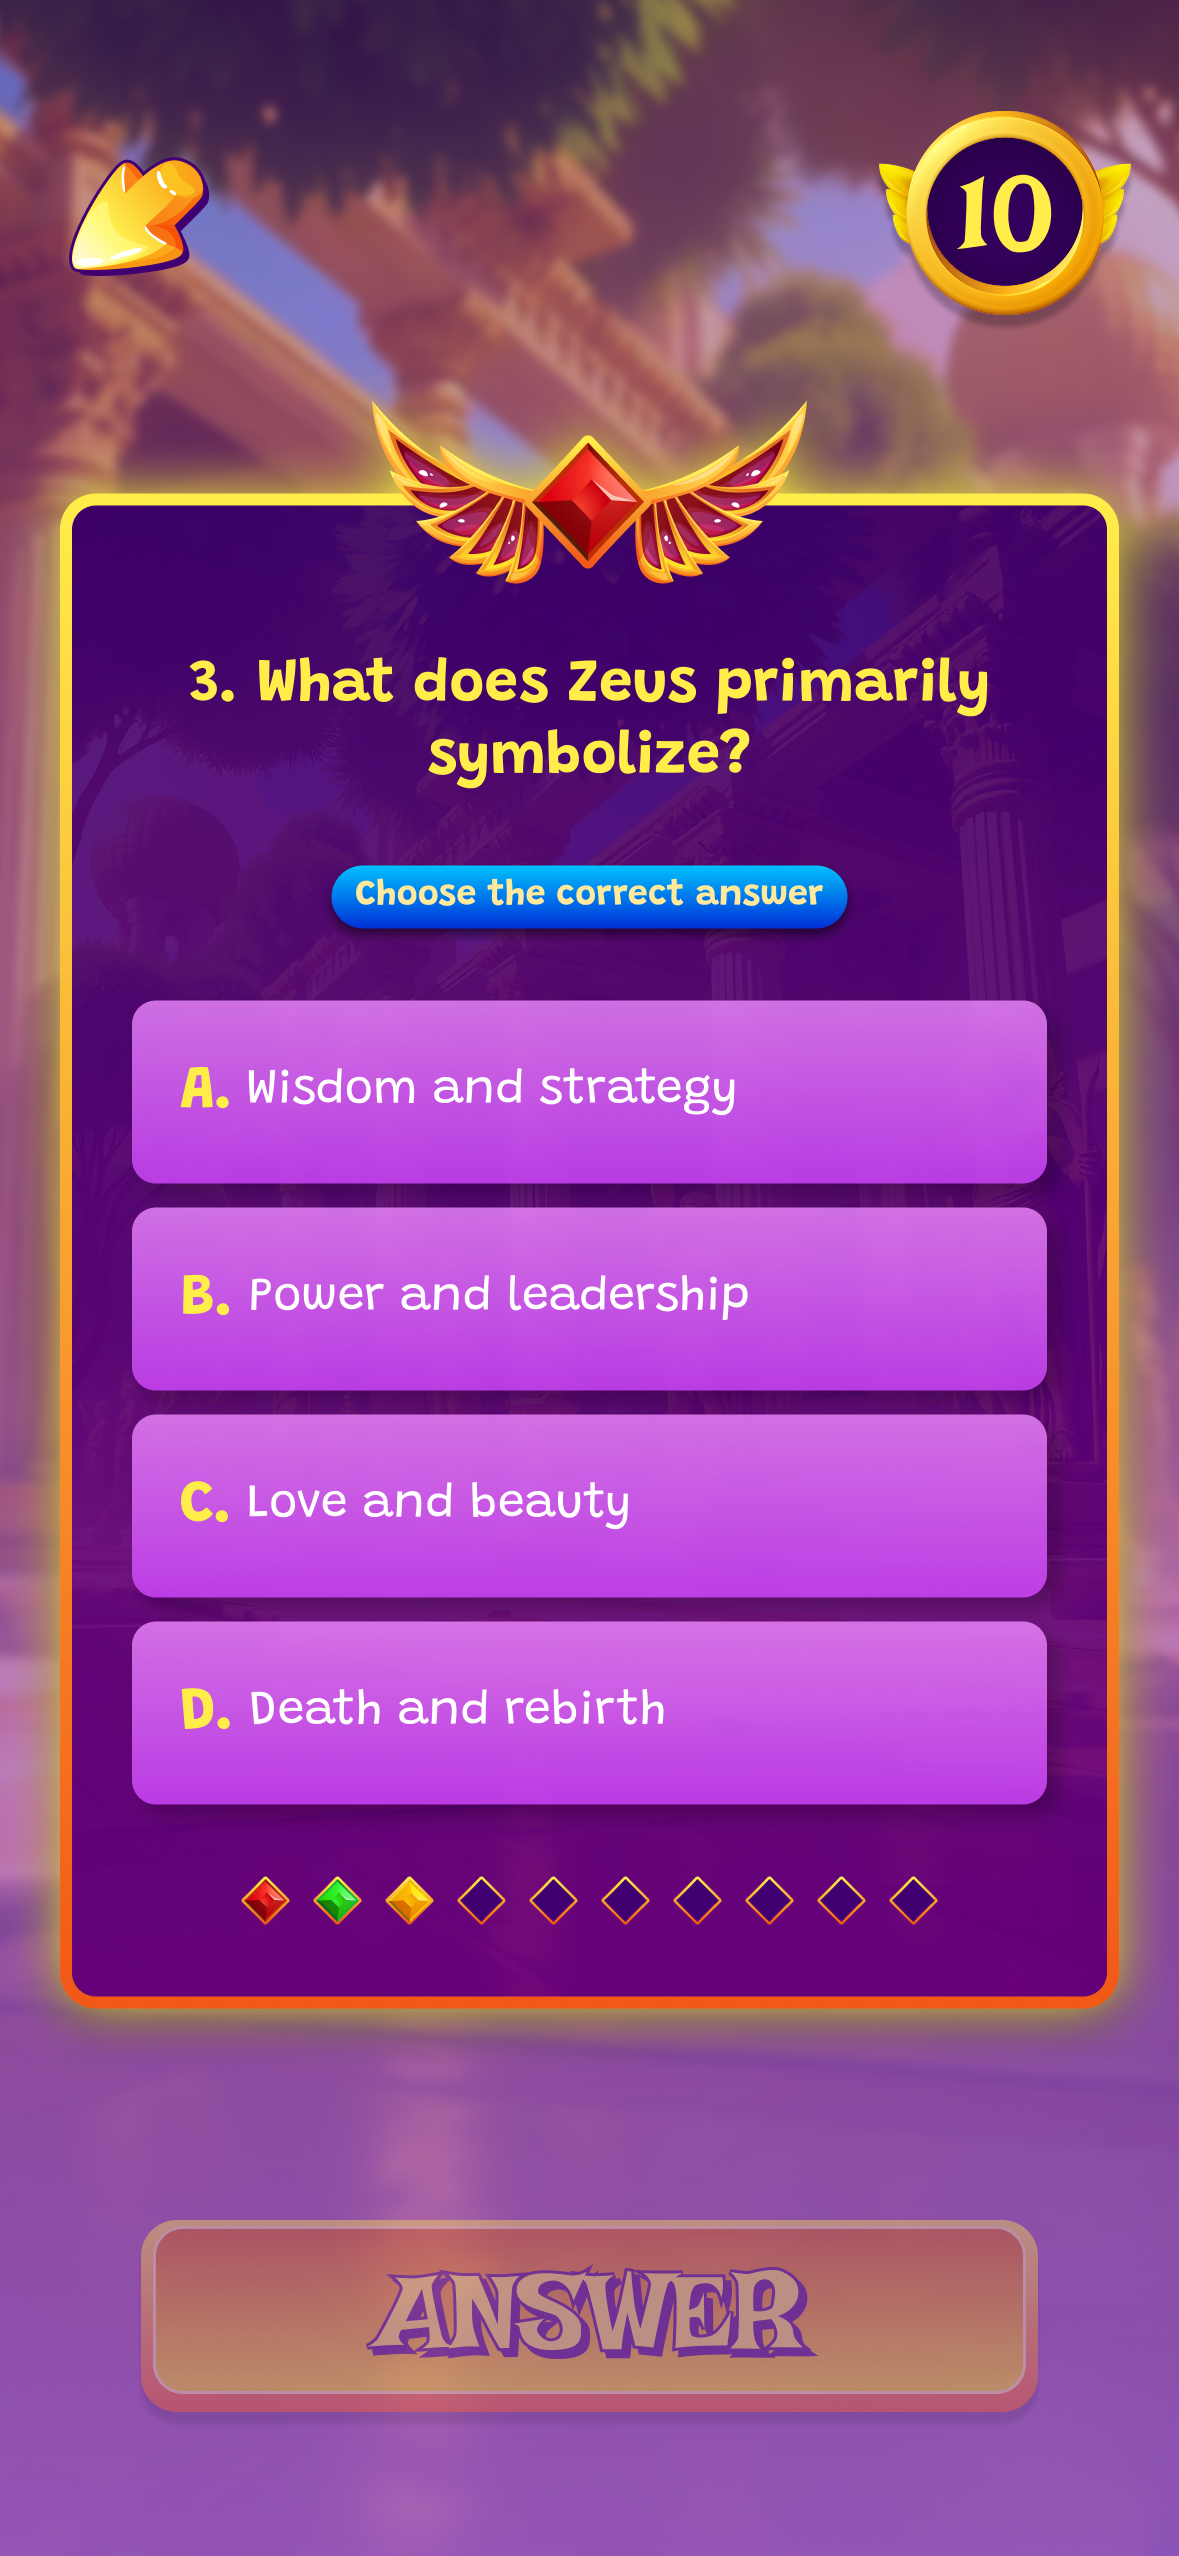 10
3. What does Zeus primarily
symbolize?
Choose the correct answer
A. Wisdom and strategy
B. Power and leadership
C. Love and beauty
D. Death and rebirth
ANSWER